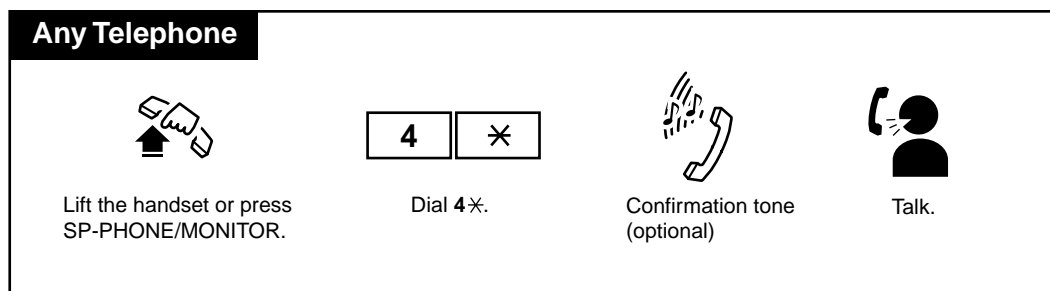 Any Telephone
4 ✳
Lift the handset or press
SP-PHONE/MONITOR.
Dial 4✳.
Confirmation tone
(optional)
Talk.